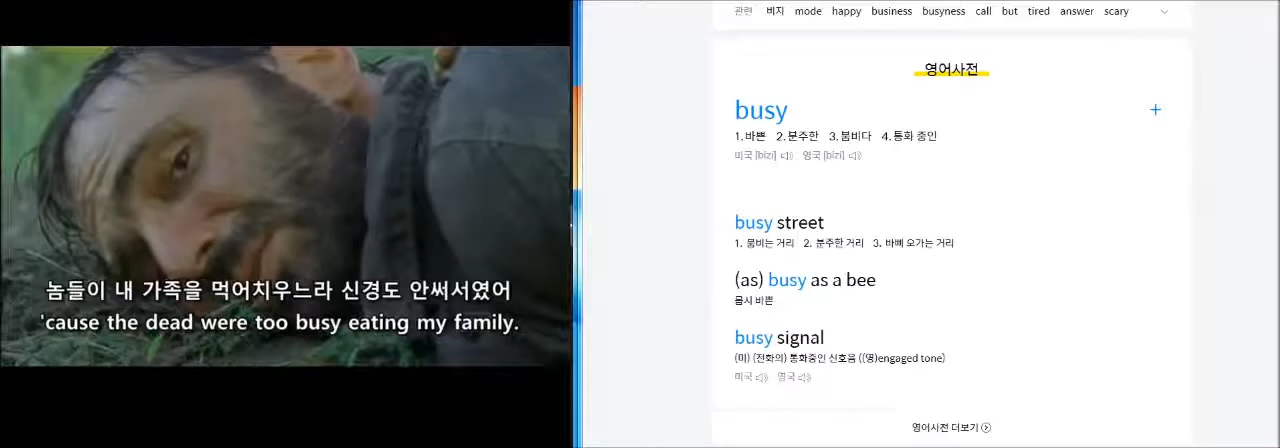 놈들이 내 가족을 먹어치우느라 신경도 안써서였어
'cause the dead were too busy eating my family.
관련 비지 mode happy business busyness call but tired answer scary
영어사전
busy
1.바쁜 2.분주한 3.붐비다 4.통화 중인
미국 [bízi] 영국 [bízi]
busy street
1. 붐비는 거리 2. 분주한 거리 3. 바삐 오가는 거리
(as) busy as a bee
몹시 바쁜
busy signal
(미) (전화의) 통화중인 신호음 ((영)engaged tone)
미국 영국
영어사전 더보기